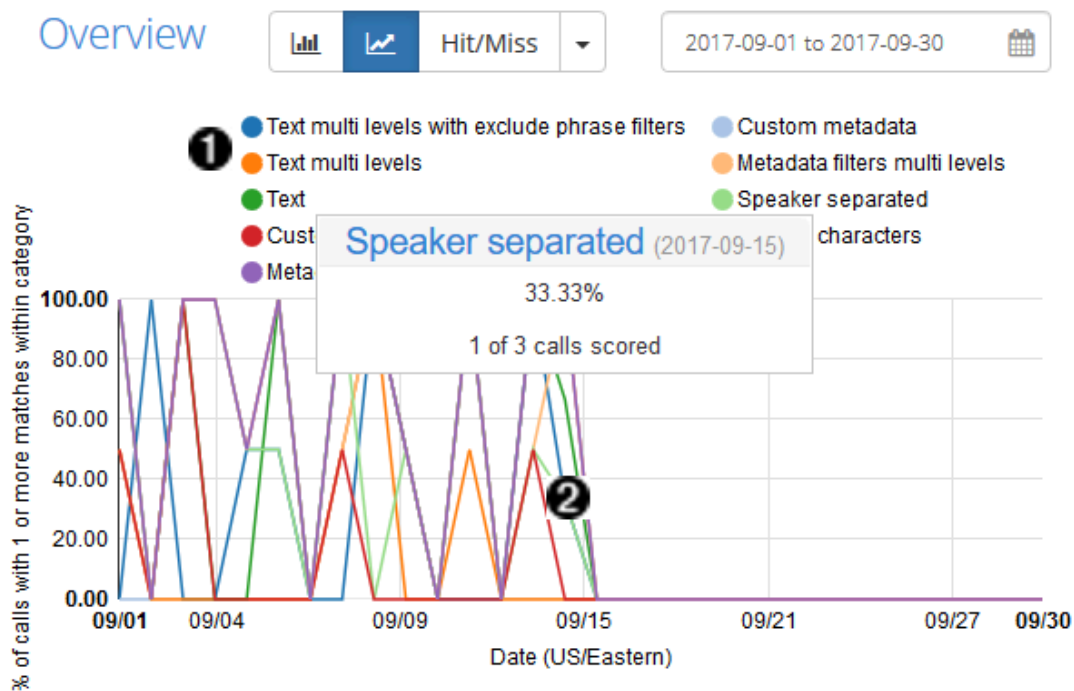 Overview
Hit/Miss
2017-09-01 to 2017-09-30
1
Text multi levels with exclude phrase filters
Custom metadata
Text multi levels
Metadata filters multi levels
Text
Speaker separated
Cust
characters
Meta
Speaker separated (2017-09-15)
33.33%
1 of 3 calls scored
% of calls with 1 or more matches within category
100.00
80.00
60.00
40.00
20.00
0.00
2
09/01 09/04 09/09 09/15 09/21 09/27 09/30
Date (US/Eastern)